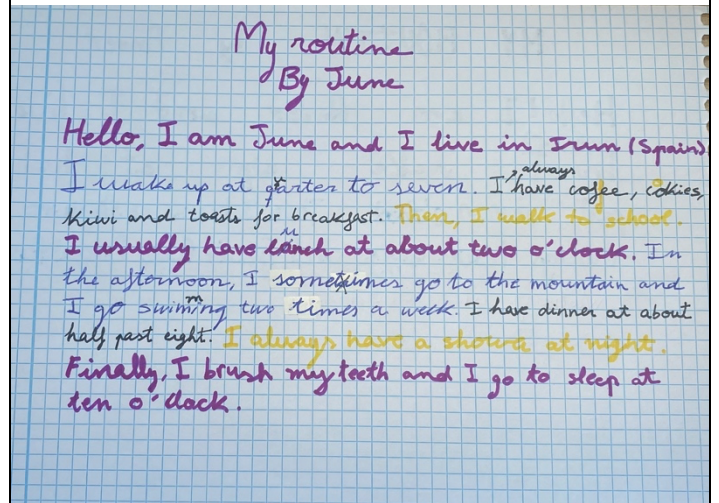 My routine
By June
Hello, I am June and I live in Irun (Spain)
I wake up at quarter to seven. I always have cofee, cokies,
kiwi and toasts for breakfast. Then, I walk to school.
I usually have lunch at about two o'clock. In
the afternoon, I sometimes go to the mountain and
I go swimming two times a week. I have dinner at about
half past eight. I always have a shower at night.
Finally, I brush my teeth and I go to sleep at
ten o'clock.